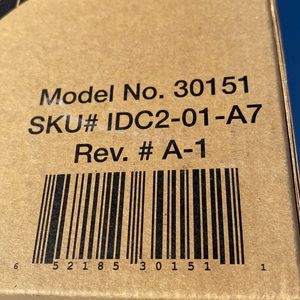 Model No. 30151
SKU# IDC2-01-A7
Rev. # A-1
6 52185 30151 1